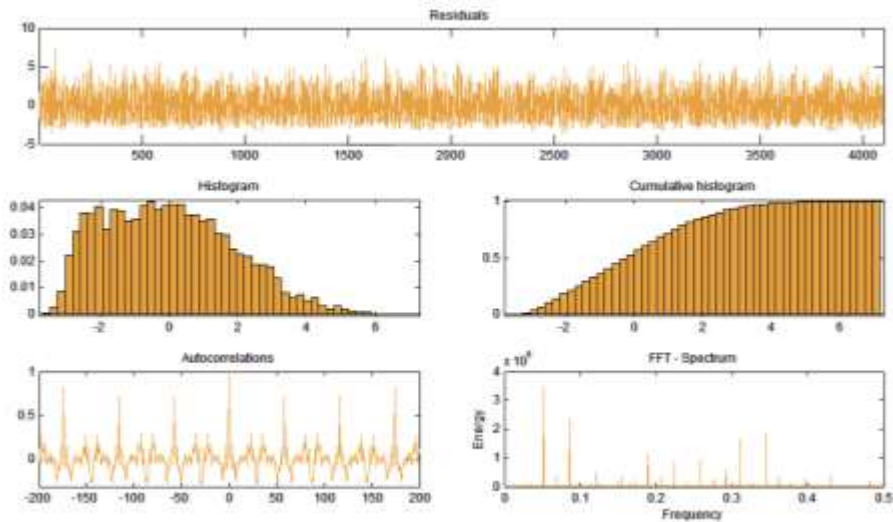 Residuals
10
5
0
-5
500 1000 1500 2000 2500 3000 3500 4000
Histogram
0.04
0.03
0.02
0.01
0
-2 0 2 4 6
Cumulative histogram
1
0.5
0
-2 0 2 4 6
Autocorrelations
1
0.5
0
-200 -150 -100 -50 0 50 100 150 200
FFT - Spectrum
4
3
2
1
0
Energy
0 0.1 0.2 0.3 0.4 0.5
Frequency